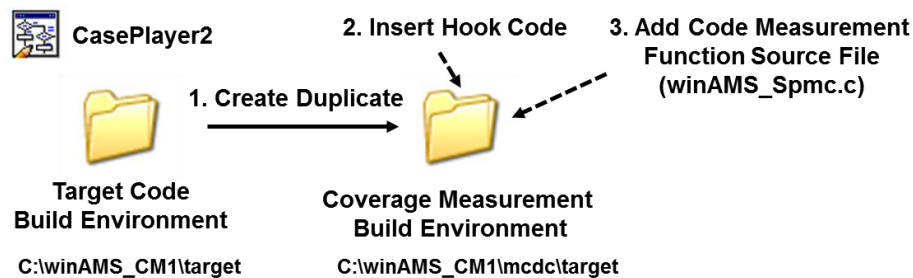 CasePlayer2
2. Insert Hook Code
3. Add Code Measurement
Function Source File
(winAMS_Spmc.c)
1. Create Duplicate
Target Code
Build Environment
Coverage Measurement
Build Environment
C:\winAMS_CM1\target
C:\winAMS_CM1\mcdc\target